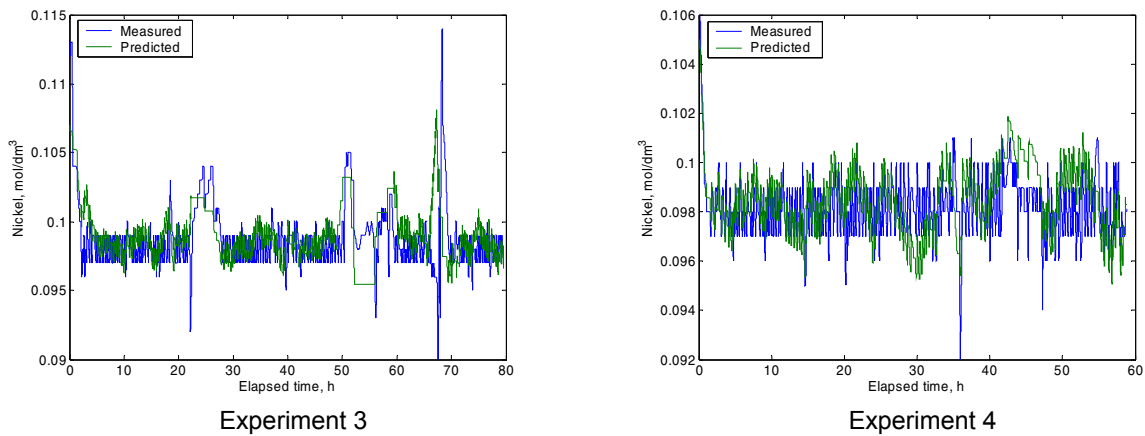 0.115
Measured
Predicted
0.11
0.105
0.1
0.095
0.09
Nickel, mol/dm³
0 10 20 30 40 50 60 70 80
Elapsed time, h
Experiment 3
0.106
Measured
Predicted
0.104
0.102
0.1
0.098
0.096
0.094
0.092
Nickel, mol/dm³
0 10 20 30 40 50 60
Elapsed time, h
Experiment 4